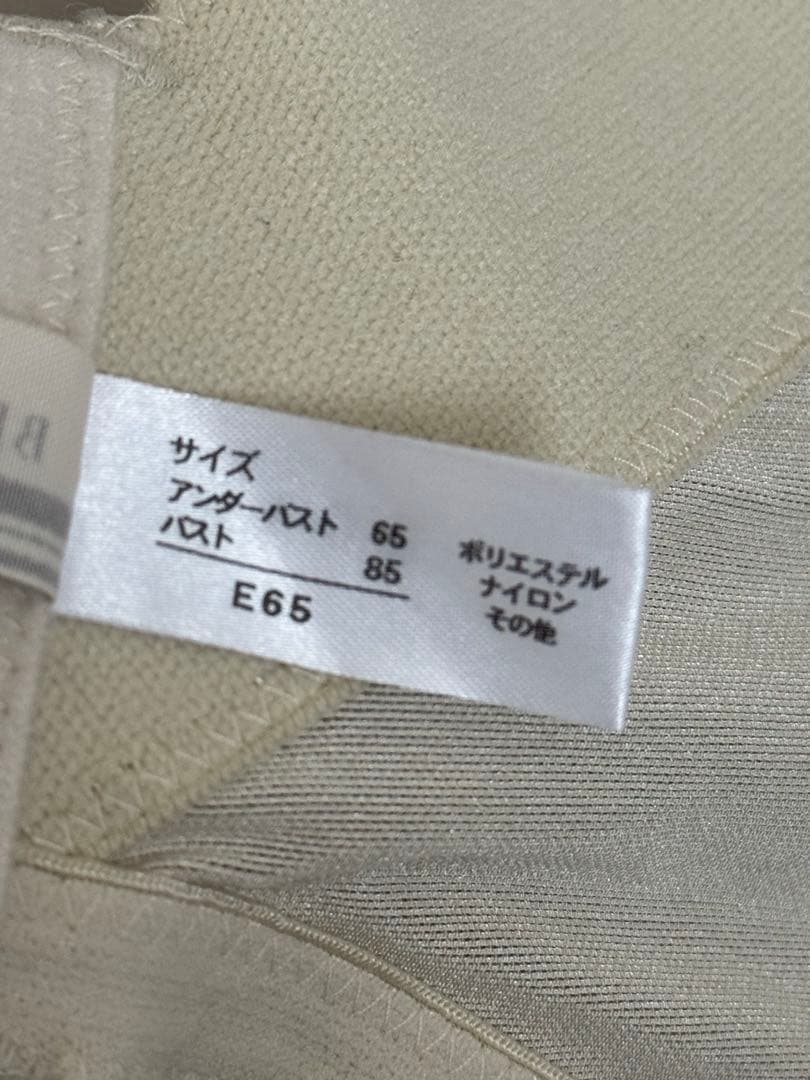 サイズ
アンダーバスト 65
バスト 85
E65
ポリエステル
ナイロン
その他